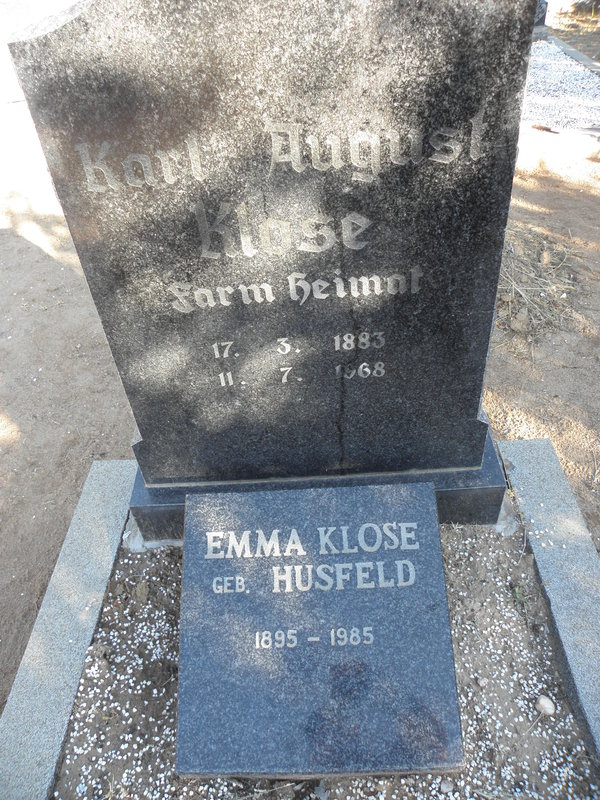 Karl August
Klose
Farm Heimat
17. 3. 1883
11. 7. 1968
EMMA KLOSE
GEB. HUSFELD
1895 - 1985